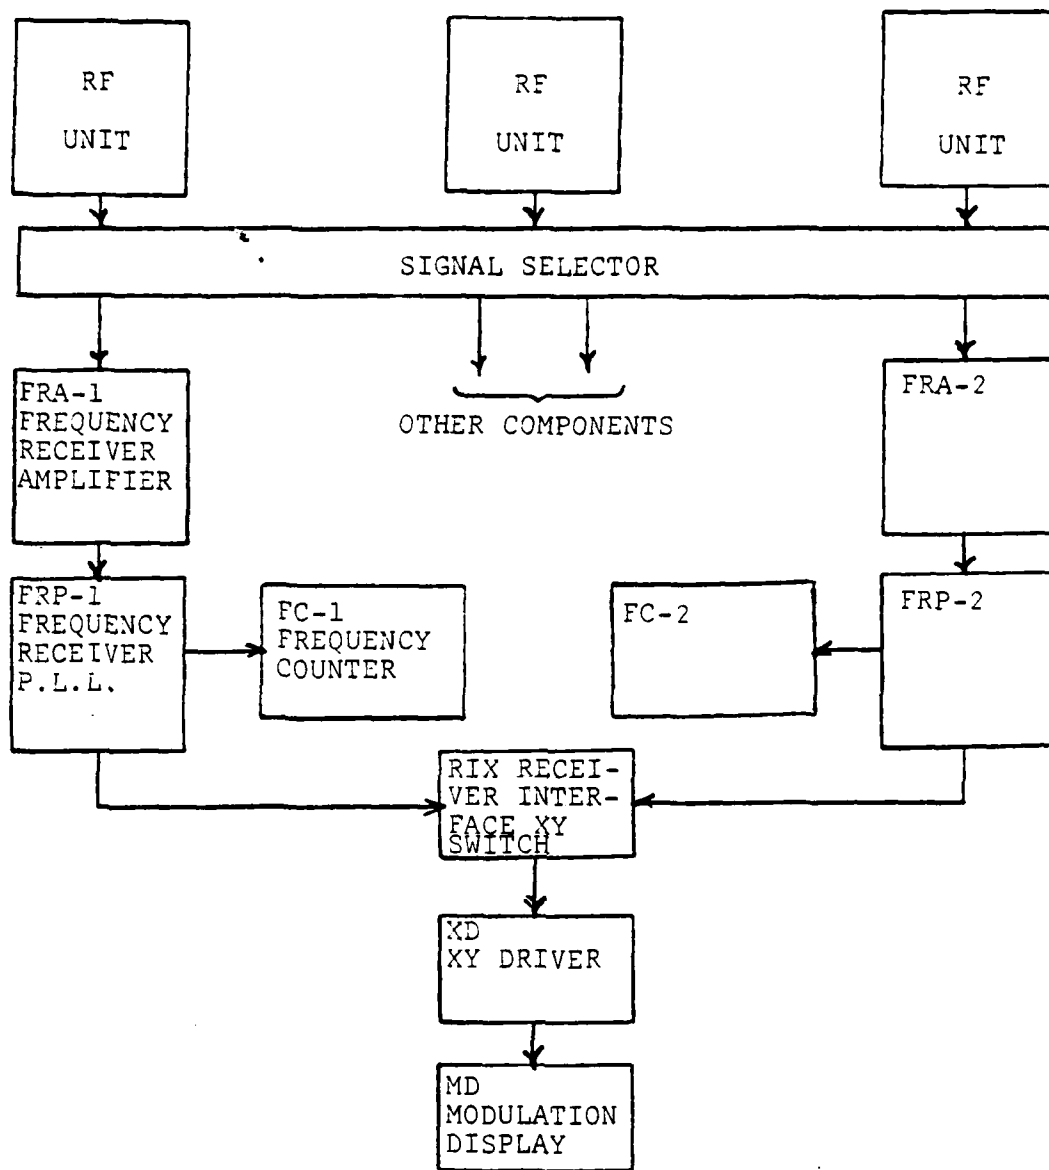 RF
UNIT
RF
UNIT
RF
UNIT
SIGNAL SELECTOR
FRA-1
FREQUENCY
RECEIVER
AMPLIFIER
OTHER COMPONENTS
FRA-2
FRP-1
FREQUENCY
RECEIVER
P.L.L.
FC-1
FREQUENCY
COUNTER
FC-2
FRP-2
RIX RECEI-
VER INTER-
FACE XY
SWITCH
XD
XY DRIVER
MD
MODULATION
DISPLAY